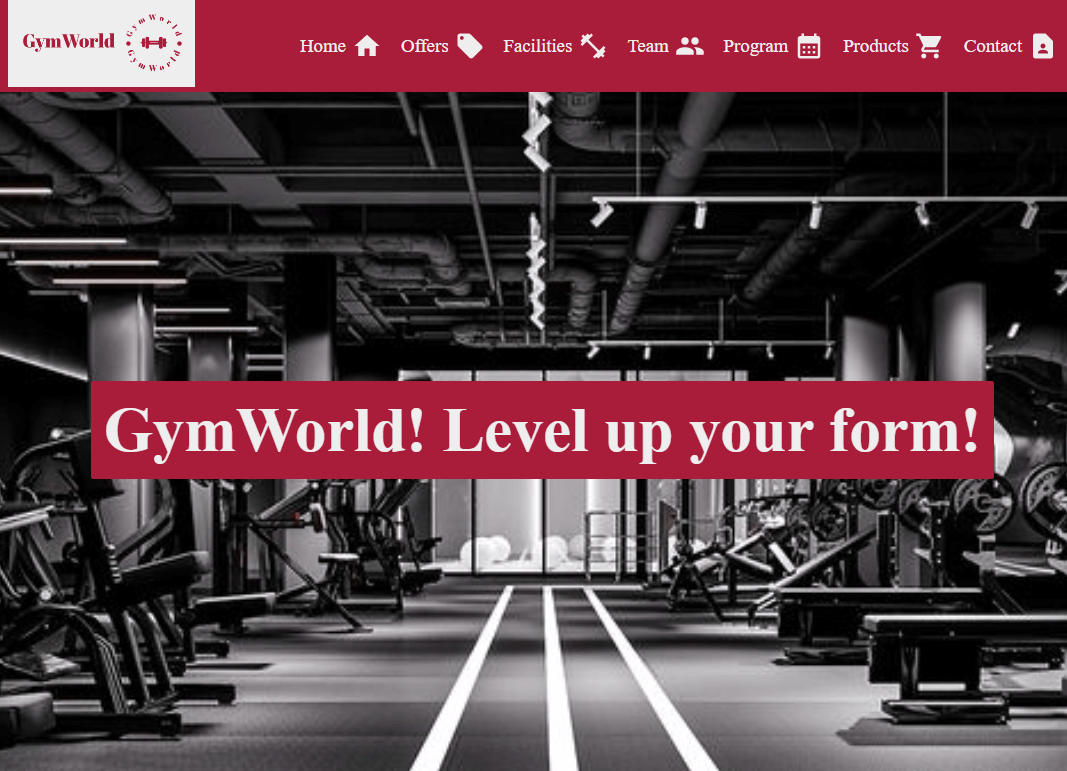 GymWorld
GymWorld
GymWorld
Home
Offers
Facilities
Team
Program
Products
Contact
GymWorld! Level up your form!